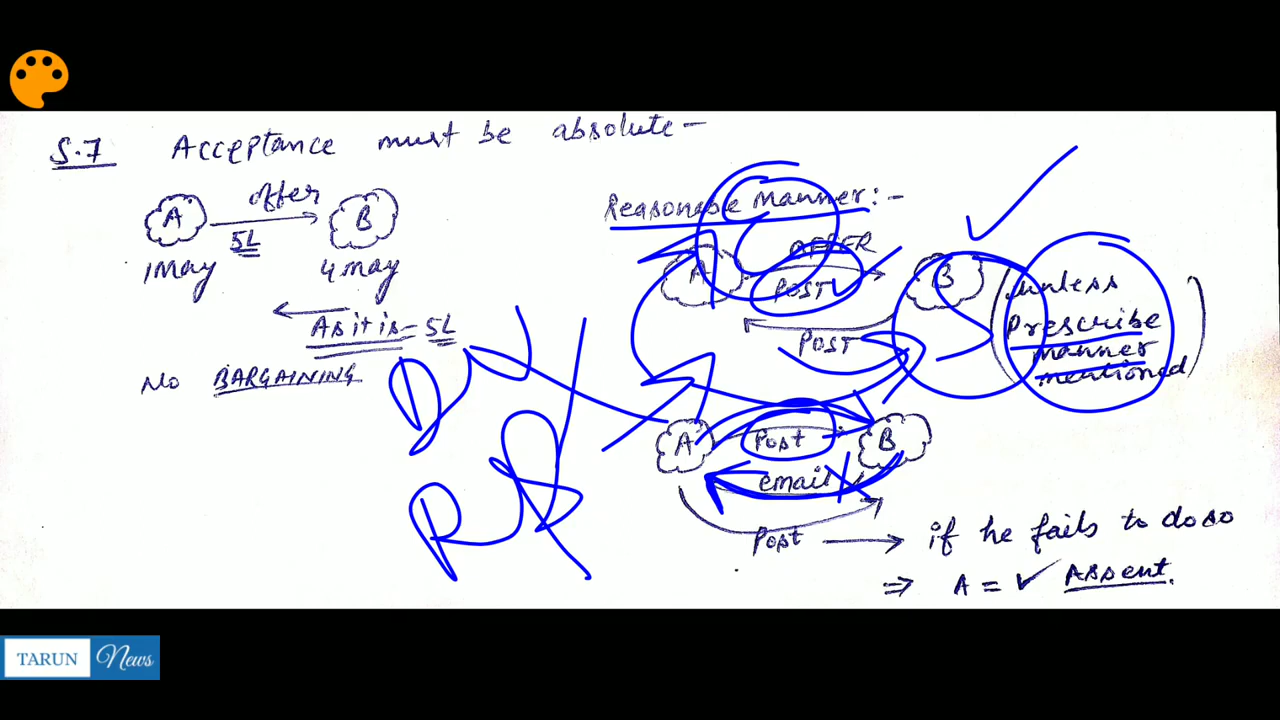 S.7 Acceptance must be absolute -
A offer B
5L
1 May 4 May
As it is - 5L
No BARGAINING
Reasonable Manner :-
A OFFER B
POST
POST
(unless
Prescribe
manner
mentioned)
A Post B
email
Post → if he fails to do so
⇒ A = ✓ Assent.
TARUN News